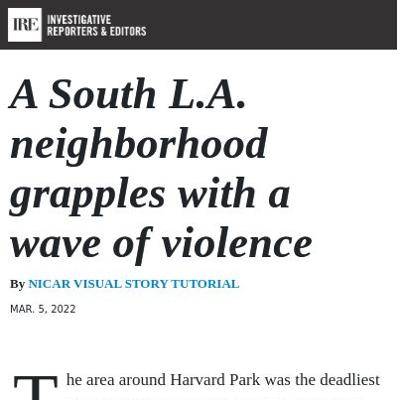 IRE INVESTIGATIVE
REPORTERS & EDITORS
A South L.A.
neighborhood
grapples with a
wave of violence
By NICAR VISUAL STORY TUTORIAL
MAR. 5, 2022
The area around Harvard Park was the deadliest